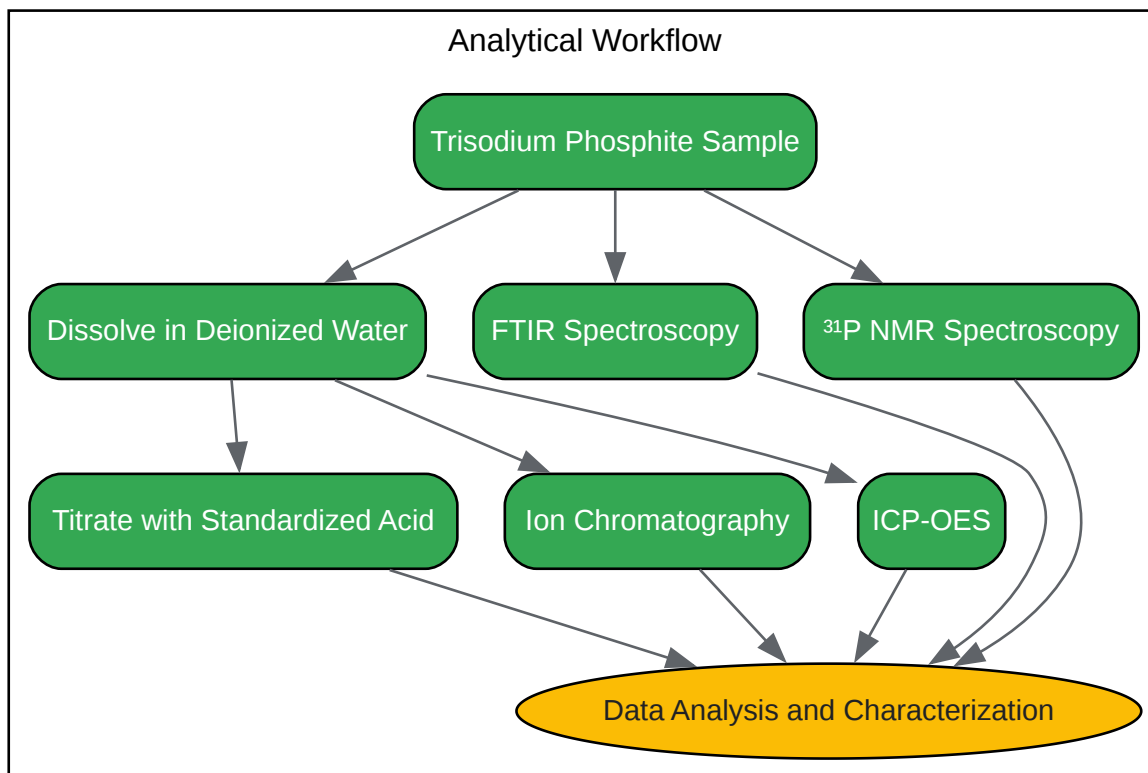 Analytical Workflow
Trisodium Phosphite Sample
Dissolve in Deionized Water
FTIR Spectroscopy
³¹P NMR Spectroscopy
Titrate with Standardized Acid
Ion Chromatography
ICP-OES
Data Analysis and Characterization